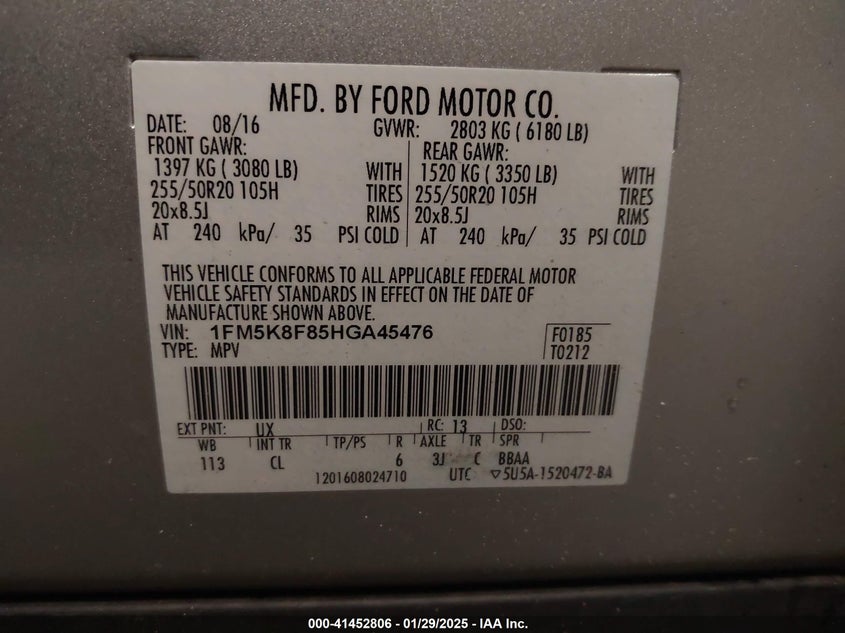 MFD. BY FORD MOTOR CO.
DATE: 08/16 GVWR: 2803 KG ( 6180 LB)
FRONT GAWR: REAR GAWR:
1397 KG ( 3080 LB) WITH 1520 KG ( 3350 LB) WITH
255/50R20 105H TIRES 255/50R20 105H TIRES
20x8.5J RIMS 20x8.5J RIMS
AT 240 kPa/ 35 PSI COLD AT 240 kPa/ 35 PSI COLD
THIS VEHICLE CONFORMS TO ALL APPLICABLE FEDERAL MOTOR
VEHICLE SAFETY STANDARDS IN EFFECT ON THE DATE OF
MANUFACTURE SHOWN ABOVE.
VIN: 1FM5K8F85HGA45476 F0185
TYPE: MPV T0212
EXT PNT: UX RC: 13 DSO:
WB INT TR TP/PS R AXLE TR SPR
113 CL 6 3J C BBAA
1201608024710 UTC ▽5U5A-1520472-BA
000-41452806 - 01/29/2025 - IAA Inc.